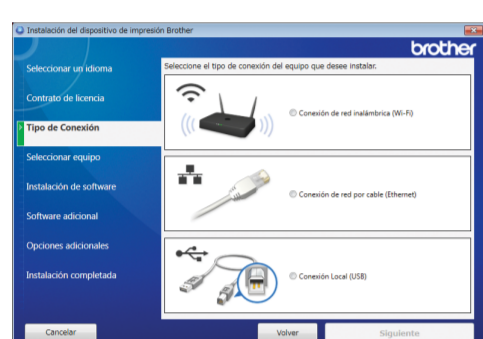 Instalación del dispositivo de impresión Brother
brother
Seleccionar un idioma
Contrato de licencia
Tipo de Conexión
Seleccionar equipo
Instalación de software
Software adicional
Opciones adicionales
Instalación completada
Seleccione el tipo de conexión del equipo que desee instalar.
Conexión de red inalámbrica (Wi-Fi)
Conexión de red por cable (Ethernet)
Conexión Local (USB)
Cancelar
Volver
Siguiente